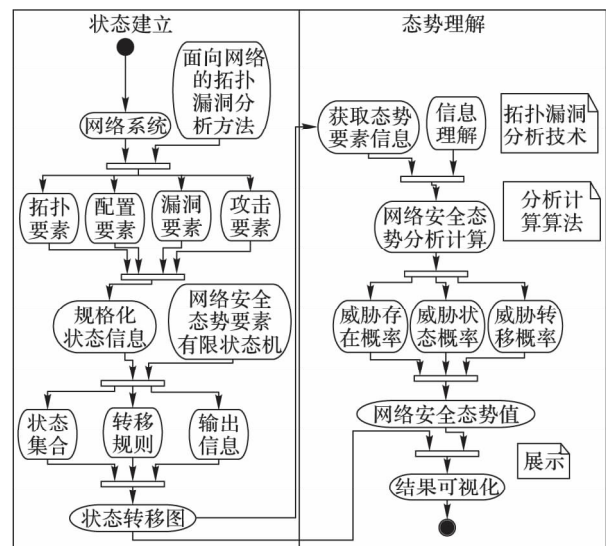 状态建立
面向网络
的拓扑
漏洞分
析方法
网络系统
拓扑
要素
配置
要素
漏洞
要素
攻击
要素
规格化
状态信息
网络安全
态势要素
有限状态机
状态
集合
转移
规则
输出
信息
状态转移图
态势理解
获取态势
要素信息
信息
理解
拓扑漏洞
分析技术
网络安全态
势分析计算
分析计
算算法
威胁存
在概率
威胁状
态概率
威胁转
移概率
网络安全态势值
展示
结果可视化